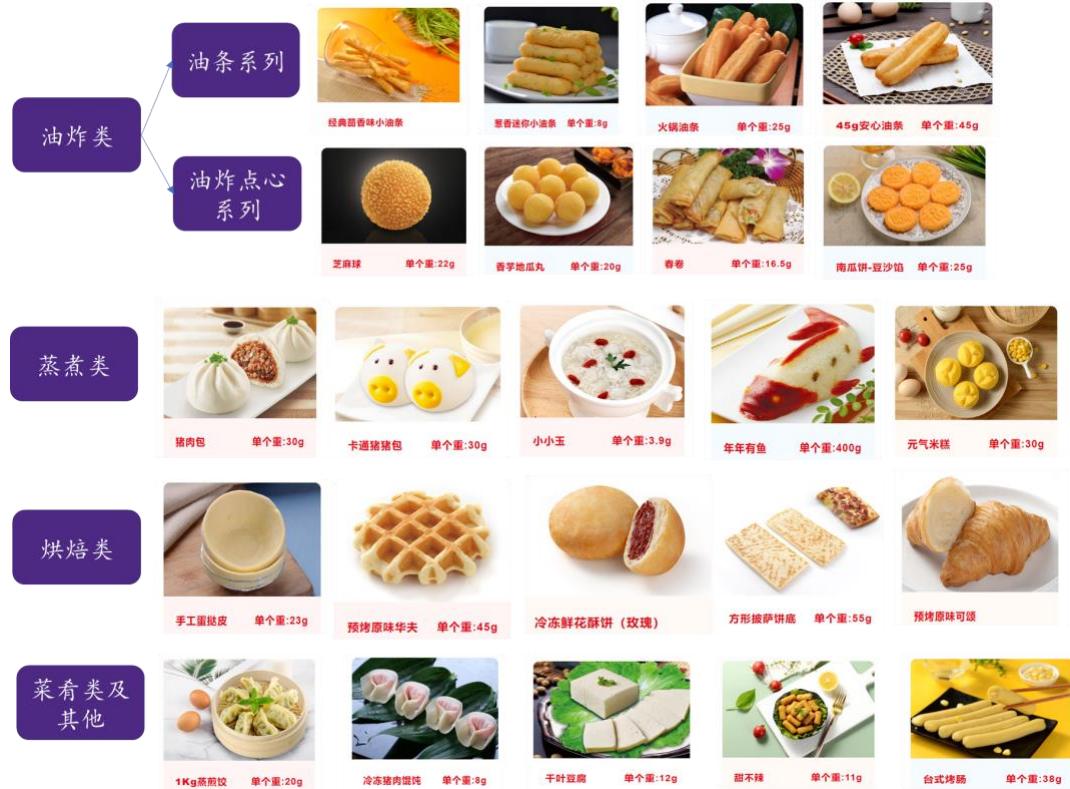 油炸类
油条系列
经典茴香味小油条
葱香迷你小油条 单个重:8g
火锅油条 单个重:25g
45g安心油条 单个重:45g
油炸点心
系列
芝麻球 单个重:22g
香芋地瓜丸 单个重:20g
春卷 单个重:16.5g
南瓜饼-豆沙馅 单个重:25g
蒸煮类
猪肉包 单个重:30g
卡通猪猪包 单个重:30g
小小玉 单个重:3.9g
年年有鱼 单个重:400g
元气米糕 单个重:30g
烘焙类
手工蛋挞皮 单个重:23g
预烤原味华夫 单个重:45g
冷冻鲜花酥饼（玫瑰）
方形披萨饼底 单个重:55g
预烤原味可颂
菜肴类及
其他
1Kg蒸煎饺 单个重:20g
冷冻猪肉馄饨 单个重:8g
千叶豆腐 单个重:12g
甜不辣 单个重:11g
台式烤肠 单个重:38g